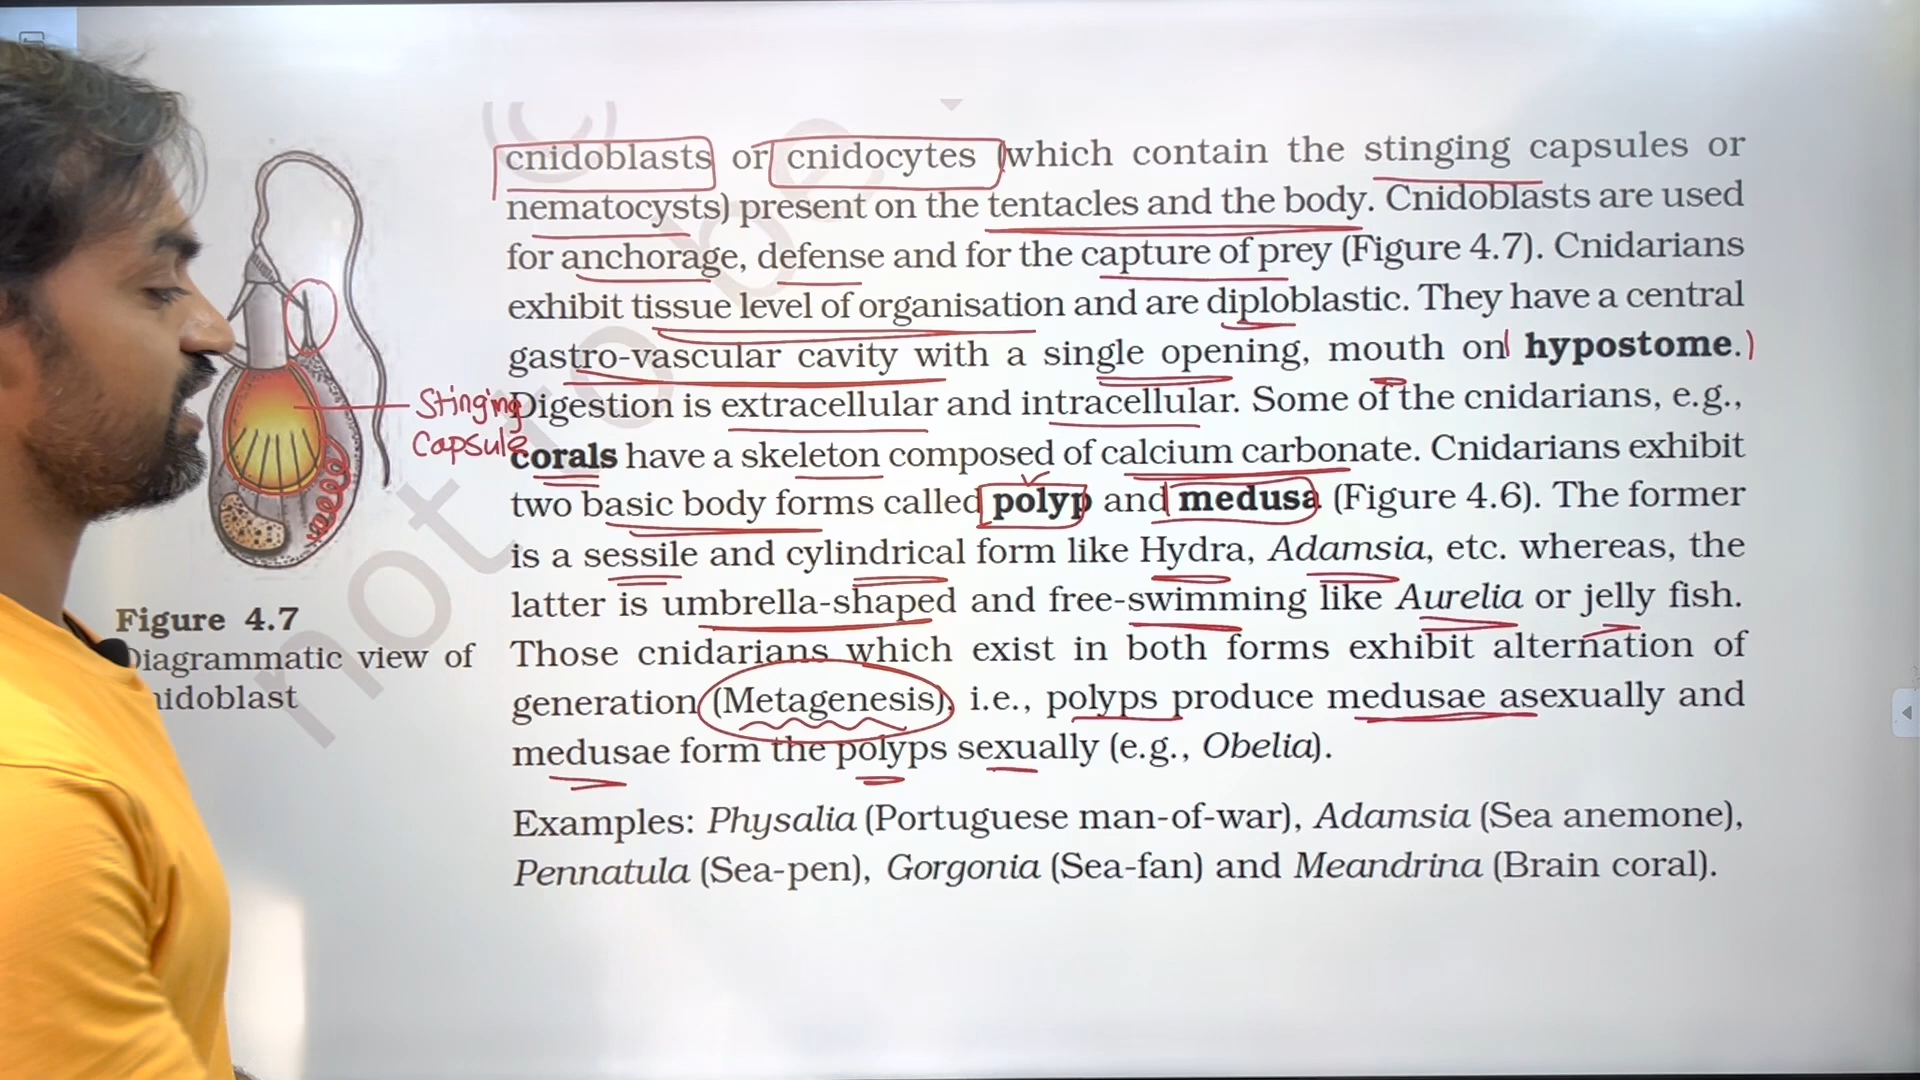 cnidoblasts or cnidocytes (which contain the stinging capsules or
nematocysts) present on the tentacles and the body. Cnidoblasts are used
for anchorage, defense and for the capture of prey (Figure 4.7). Cnidarians
exhibit tissue level of organisation and are diploblastic. They have a central
gastro-vascular cavity with a single opening, mouth on hypostome.
Digestion is extracellular and intracellular. Some of the cnidarians, e.g.,
corals have a skeleton composed of calcium carbonate. Cnidarians exhibit
two basic body forms called polyp and medusa (Figure 4.6). The former
is a sessile and cylindrical form like Hydra, Adamsia, etc. whereas, the
latter is umbrella-shaped and free-swimming like Aurelia or jelly fish.
Those cnidarians which exist in both forms exhibit alternation of
generation (Metagenesis), i.e., polyps produce medusae asexually and
medusae form the polyps sexually (e.g., Obelia).
Examples: Physalia (Portuguese man-of-war), Adamsia (Sea anemone),
Pennatula (Sea-pen), Gorgonia (Sea-fan) and Meandrina (Brain coral).
Stinging
Capsule
Figure 4.7
Diagrammatic view of
nidoblast
©
not to be